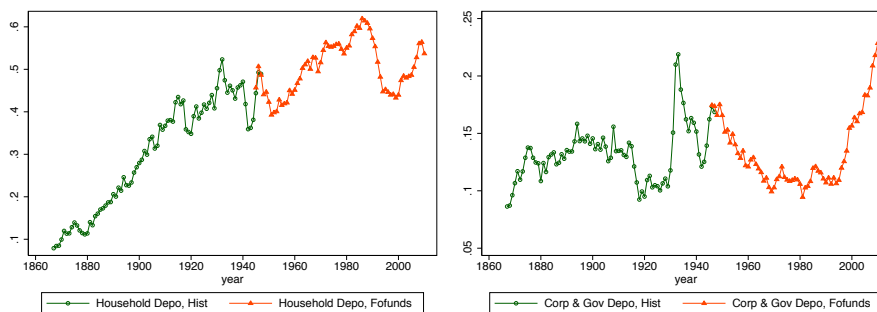 .6
.5
.4
.3
.2
.1
1860 1880 1900 1920 1940 1960 1980 2000
year
Household Depo, Hist Household Depo, Fofunds
.25
.2
.15
.1
.05
1860 1880 1900 1920 1940 1960 1980 2000
year
Corp & Gov Depo, Hist Corp & Gov Depo, Fofunds